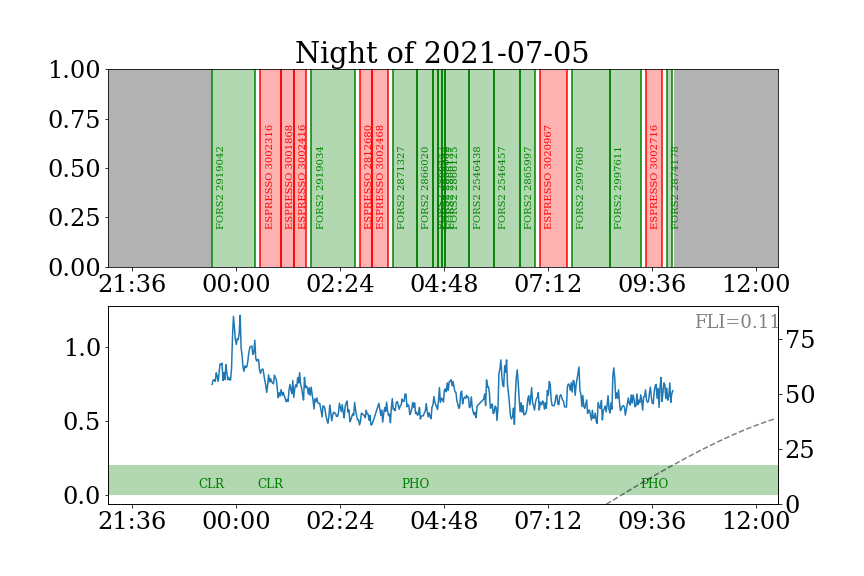 Night of 2021-07-05
1.00
0.75
0.50
0.25
0.00
FORS2 2919042
ESPRESSO 3002316
ESPRESSO 3001868
ESPRESSO 3002416
FORS2 2919034
ESPRESSO 2812680
ESPRESSO 3002468
FORS2 2871327
FORS2 2866020
FORS2 2866125
FORS2 2546438
FORS2 2546457
FORS2 2865997
ESPRESSO 3020967
FORS2 2997608
FORS2 2997611
ESPRESSO 3002716
FORS2 2874178
21:36 00:00 02:24 04:48 07:12 09:36 12:00
FLI=0.11
1.0
0.5
0.0
75
50
25
0
CLR CLR PHO PHO
21:36 00:00 02:24 04:48 07:12 09:36 12:00